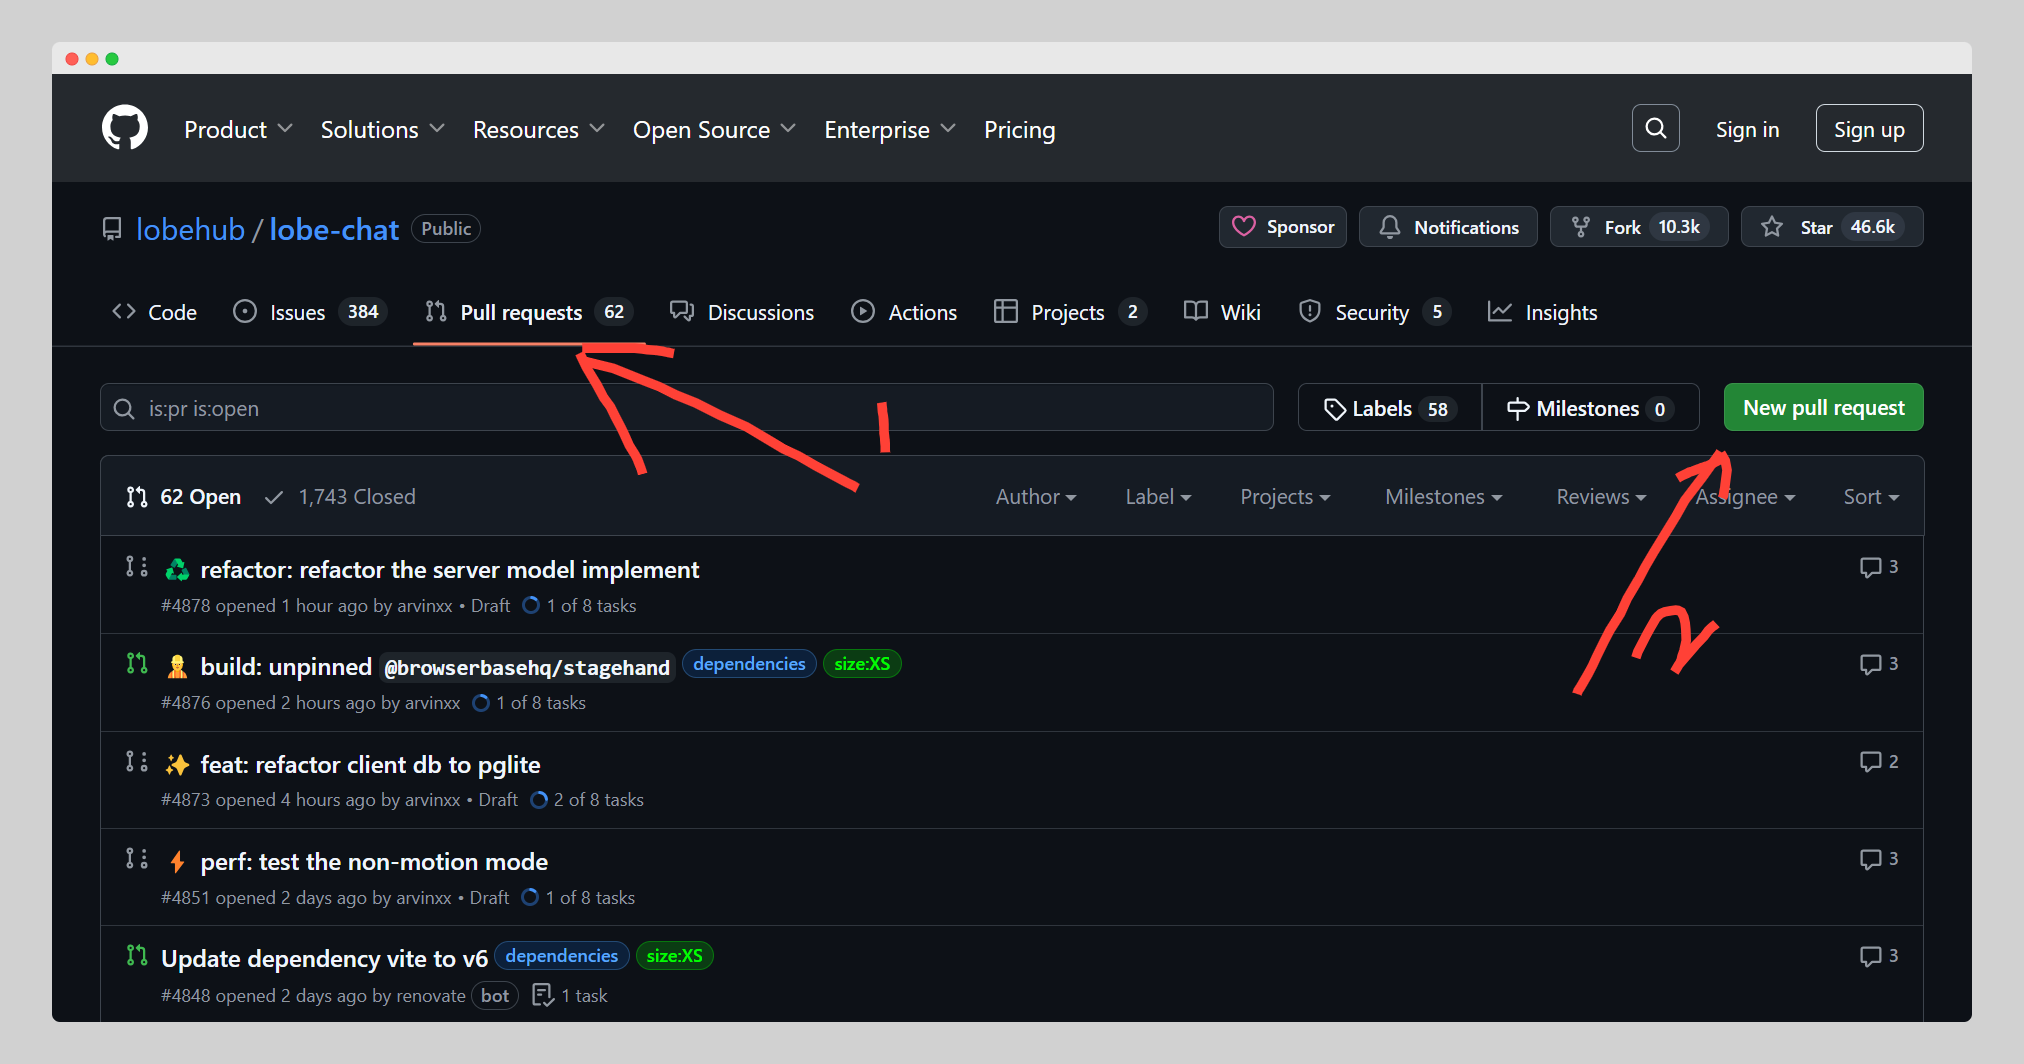 Product Solutions Resources Open Source Enterprise Pricing Sign in Sign up
lobehub / lobe-chat Public Sponsor Notifications Fork 10.3k Star 46.6k
Code Issues 384 Pull requests 62 Discussions Actions Projects 2 Wiki Security 5 Insights
is:pr is:open Labels 58 Milestones 0 New pull request
1
62 Open 1,743 Closed Author Label Projects Milestones Reviews Assignee Sort
refactor: refactor the server model implement 3
#4878 opened 1 hour ago by arvinxx • Draft 1 of 8 tasks
2
build: unpinned @browserbasehq/stagehand dependencies size:XS 3
#4876 opened 2 hours ago by arvinxx 1 of 8 tasks
feat: refactor client db to pglite 2
#4873 opened 4 hours ago by arvinxx • Draft 2 of 8 tasks
perf: test the non-motion mode 3
#4851 opened 2 days ago by arvinxx • Draft 1 of 8 tasks
Update dependency vite to v6 dependencies size:XS 3
#4848 opened 2 days ago by renovate bot 1 task